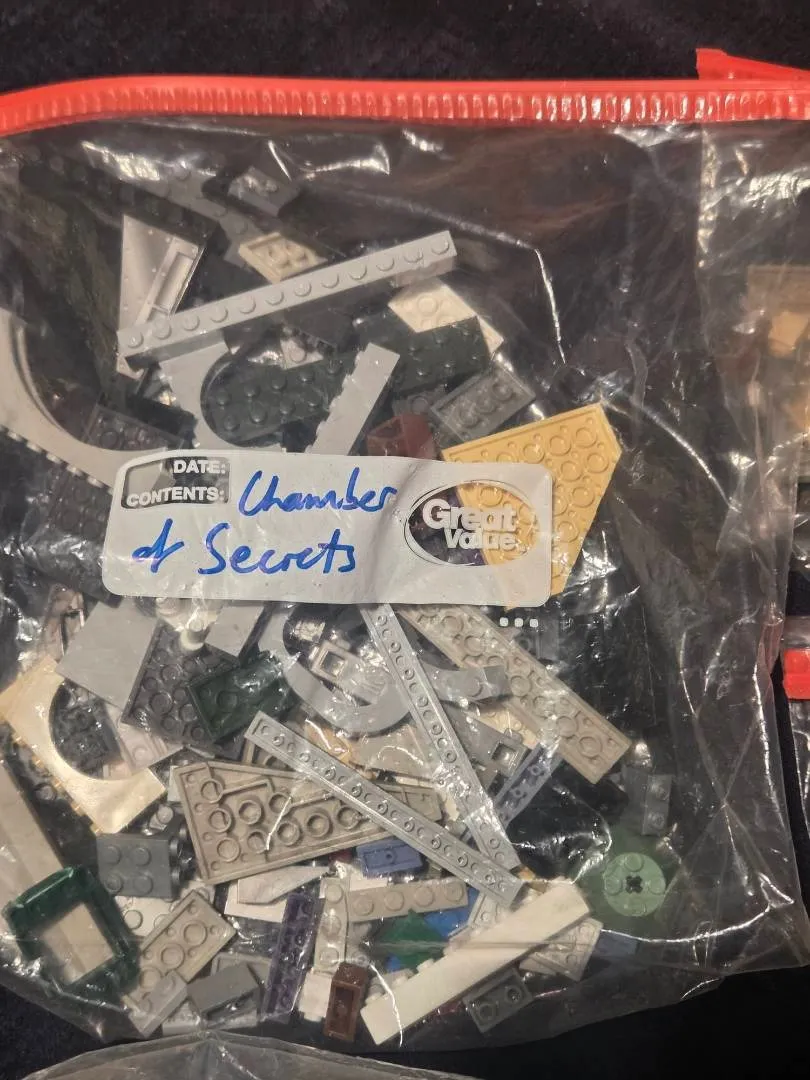 DATE:
CONTENTS: Chamber
of Secrets
Great
Value